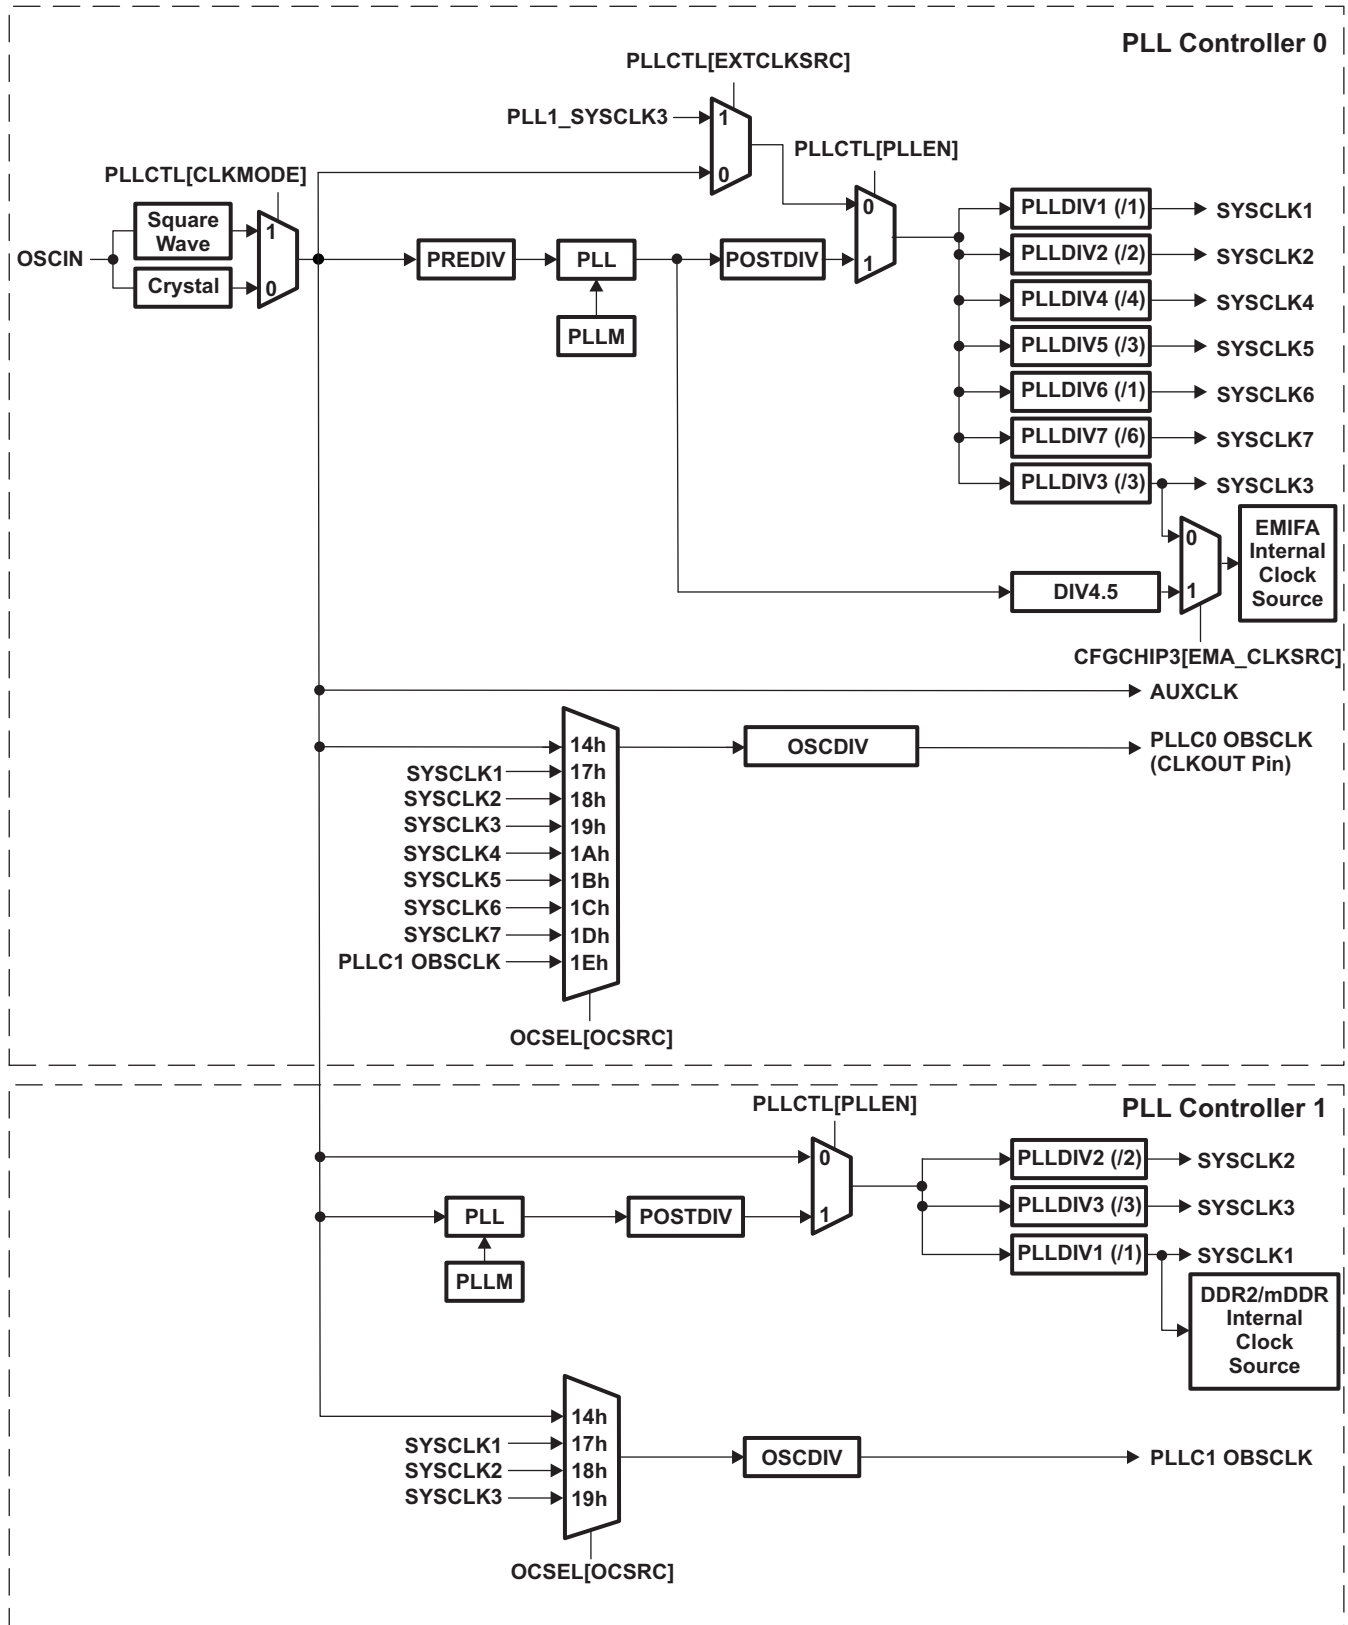 PLL Controller 0
PLLCTL[EXTCLKSRC]
PLL1_SYSCLK3
1
0
PLLCTL[PLLEN]
0
1
PLLCTL[CLKMODE]
OSCIN
Square
Wave
Crystal
1
0
PREDIV
PLL
PLLM
POSTDIV
PLLDIV1 (/1)
SYSCLK1
PLLDIV2 (/2)
SYSCLK2
PLLDIV4 (/4)
SYSCLK4
PLLDIV5 (/3)
SYSCLK5
PLLDIV6 (/1)
SYSCLK6
PLLDIV7 (/6)
SYSCLK7
PLLDIV3 (/3)
SYSCLK3
0
1
EMIFA
Internal
Clock
Source
DIV4.5
CFGCHIP3[EMA_CLKSRC]
AUXCLK
14h
OSCDIV
PLLC0 OBSCLK
(CLKOUT Pin)
SYSCLK1
17h
SYSCLK2
18h
SYSCLK3
19h
SYSCLK4
1Ah
SYSCLK5
1Bh
SYSCLK6
1Ch
SYSCLK7
1Dh
PLLC1 OBSCLK
1Eh
OCSEL[OCSRC]
PLL Controller 1
PLLCTL[PLLEN]
0
1
PLL
PLLM
POSTDIV
PLLDIV2 (/2)
SYSCLK2
PLLDIV3 (/3)
SYSCLK3
PLLDIV1 (/1)
SYSCLK1
DDR2/mDDR
Internal
Clock
Source
14h
SYSCLK1
17h
SYSCLK2
18h
SYSCLK3
19h
OSCDIV
PLLC1 OBSCLK
OCSEL[OCSRC]